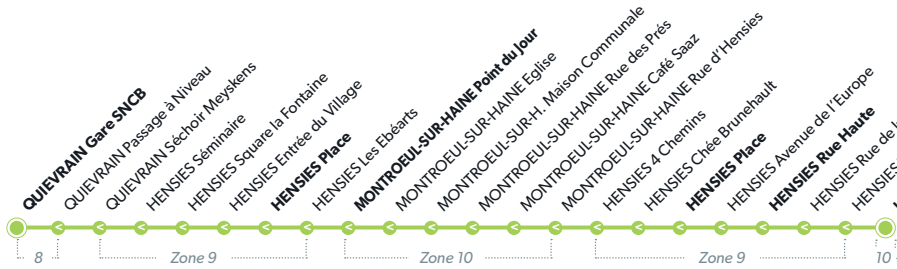 QUIEVRAIN Gare SNCB
QUIEVRAIN Passage à Niveau
QUIEVRAIN Séchoir Meyskens
HENSIES Séminaire
HENSIES Square la Fontaine
HENSIES Entrée du Village
HENSIES Place
HENSIES Les Ebéarts
MONTROEUL-SUR-HAINE Point du Jour
MONTROEUL-SUR-HAINE Eglise
MONTROEUL-SUR-H. Maison Communale
MONTROEUL-SUR-HAINE Rue des Prés
MONTROEUL-SUR-HAINE Café Saaz
MONTROEUL-SUR-HAINE Rue d'Hensies
HENSIES 4 Chemins
HENSIES Chée Brunehault
HENSIES Place
HENSIES Avenue de l'Europe
HENSIES Rue Haute
HENSIES Rue de
HENSIES
8 Zone 9 Zone 10 Zone 9 10